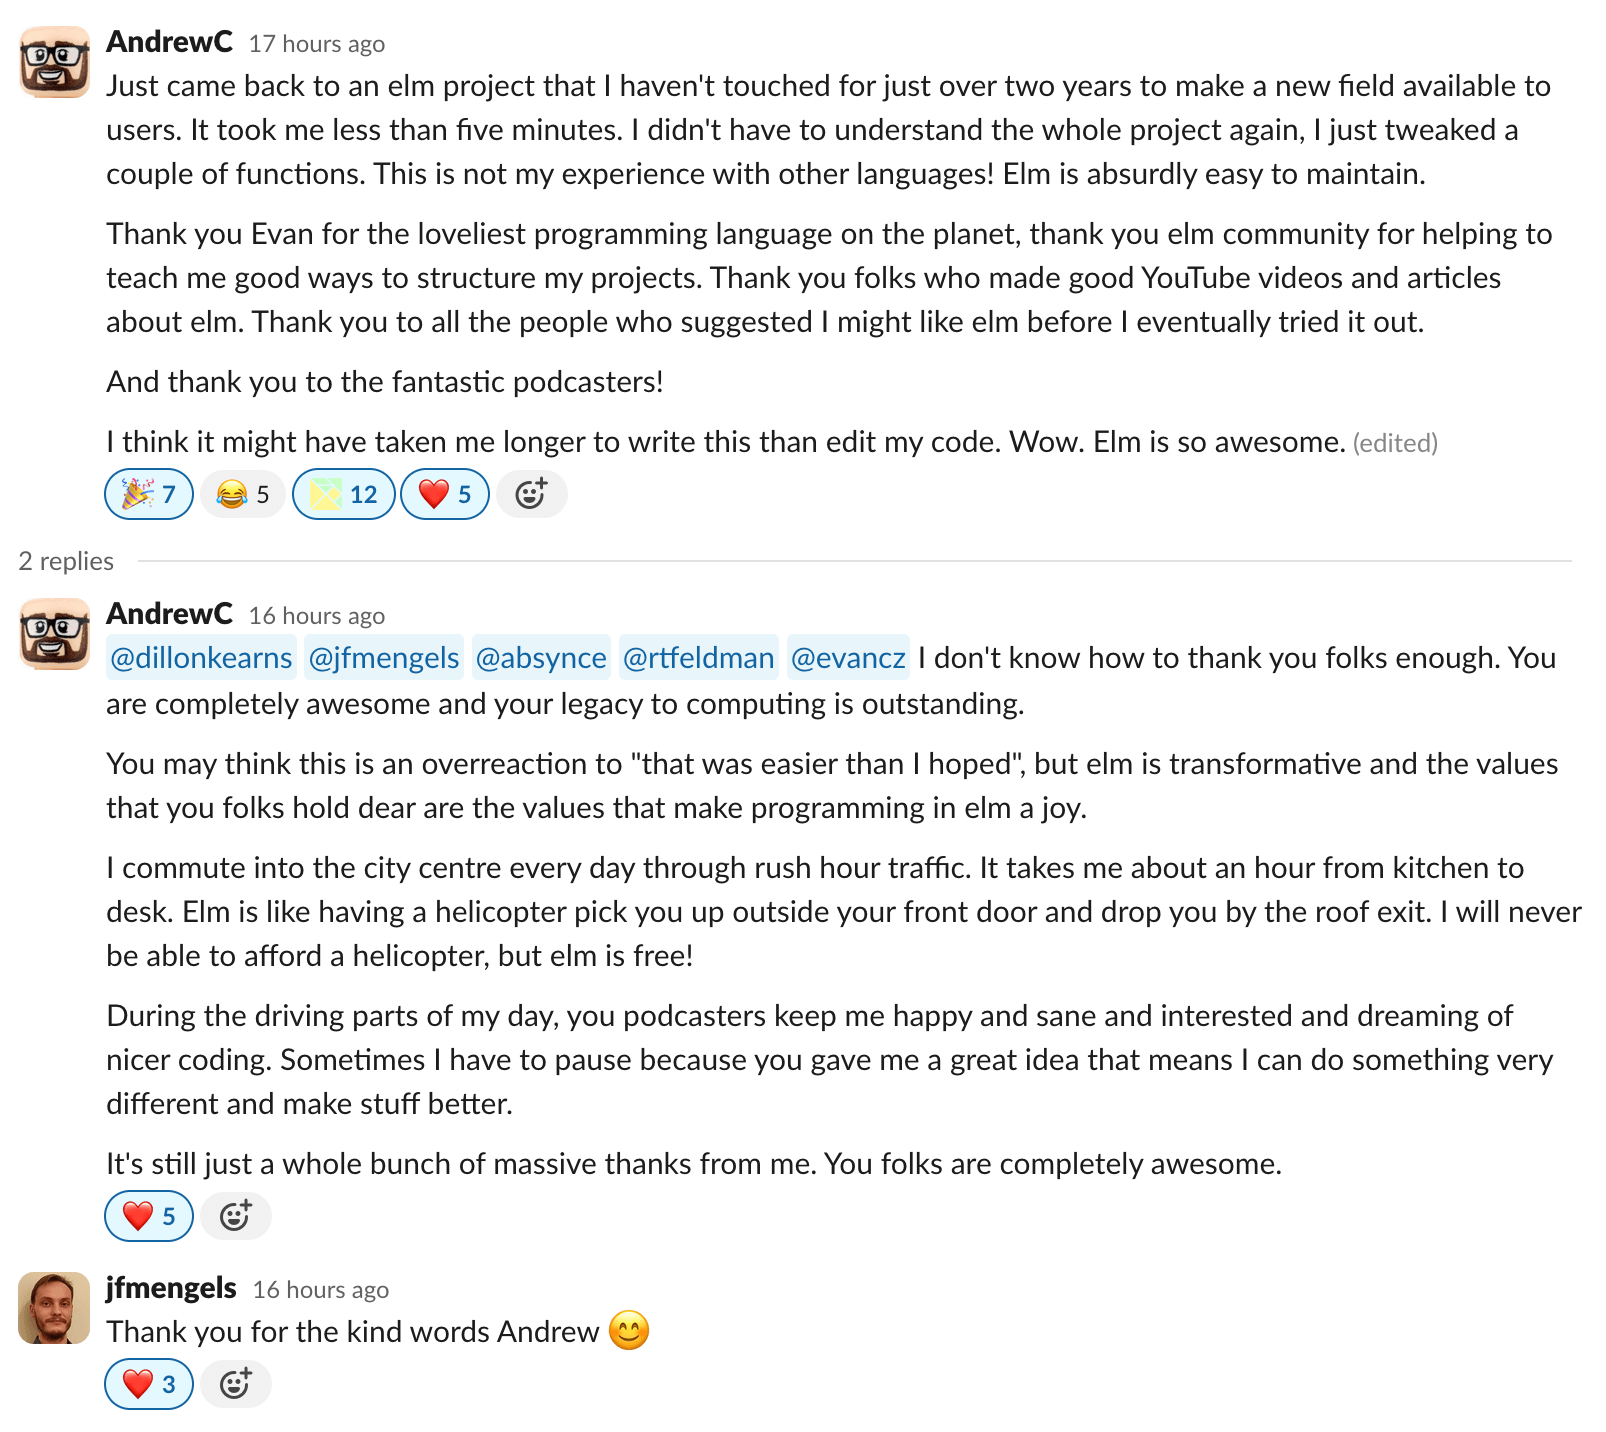 AndrewC 17 hours ago
Just came back to an elm project that I haven't touched for just over two years to make a new field available to
users. It took me less than five minutes. I didn't have to understand the whole project again, I just tweaked a
couple of functions. This is not my experience with other languages! Elm is absurdly easy to maintain.
Thank you Evan for the loveliest programming language on the planet, thank you elm community for helping to
teach me good ways to structure my projects. Thank you folks who made good YouTube videos and articles
about elm. Thank you to all the people who suggested I might like elm before I eventually tried it out.
And thank you to the fantastic podcasters!
I think it might have taken me longer to write this than edit my code. Wow. Elm is so awesome. (edited)
7 5 12 5
2 replies
AndrewC 16 hours ago
@dillonkearns @jfmengels @absynce @rtfeldman @evancz I don't know how to thank you folks enough. You
are completely awesome and your legacy to computing is outstanding.
You may think this is an overreaction to "that was easier than I hoped", but elm is transformative and the values
that you folks hold dear are the values that make programming in elm a joy.
I commute into the city centre every day through rush hour traffic. It takes me about an hour from kitchen to
desk. Elm is like having a helicopter pick you up outside your front door and drop you by the roof exit. I will never
be able to afford a helicopter, but elm is free!
During the driving parts of my day, you podcasters keep me happy and sane and interested and dreaming of
nicer coding. Sometimes I have to pause because you gave me a great idea that means I can do something very
different and make stuff better.
It's still just a whole bunch of massive thanks from me. You folks are completely awesome.
5
jfmengels 16 hours ago
Thank you for the kind words Andrew 😊
3